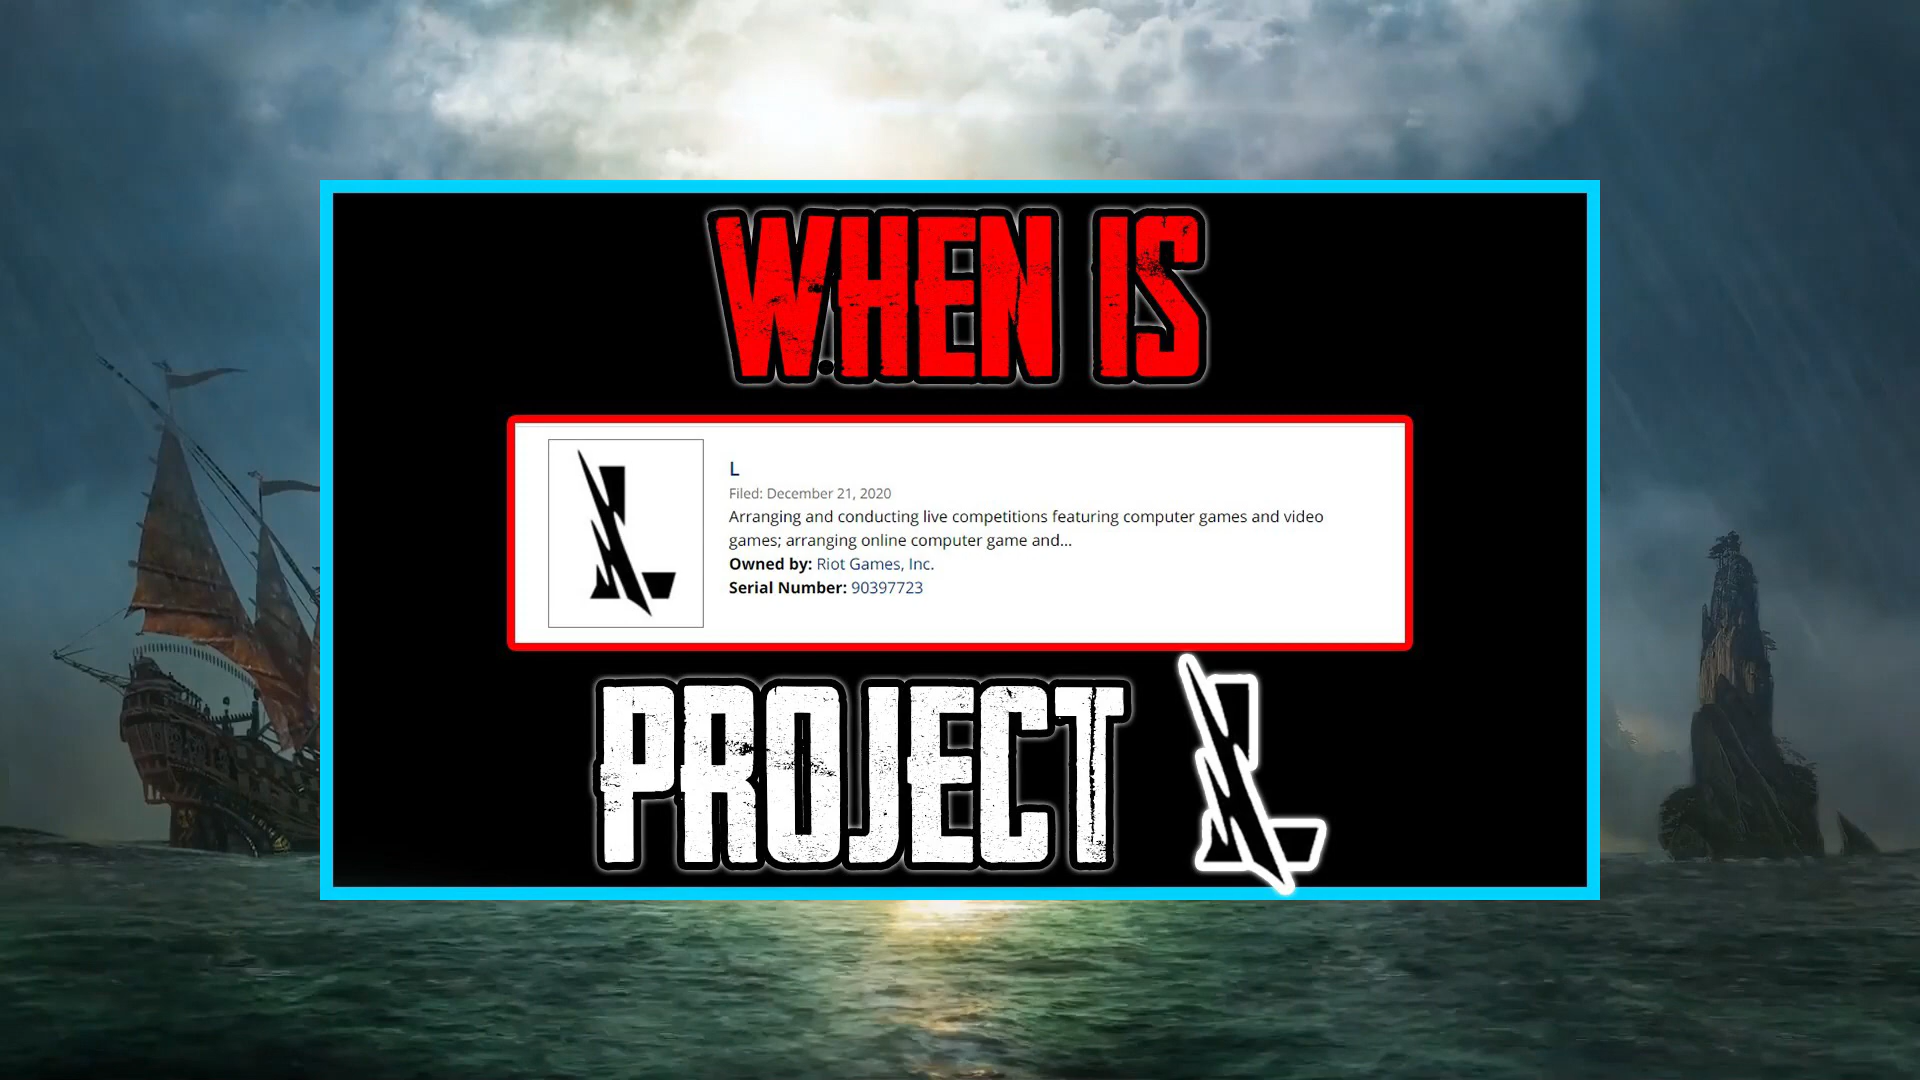 WHEN IS
L
Filed: December 21, 2020
Arranging and conducting live competitions featuring computer games and video
games; arranging online computer game and...
Owned by: Riot Games, Inc.
Serial Number: 90397723
PROJECT L